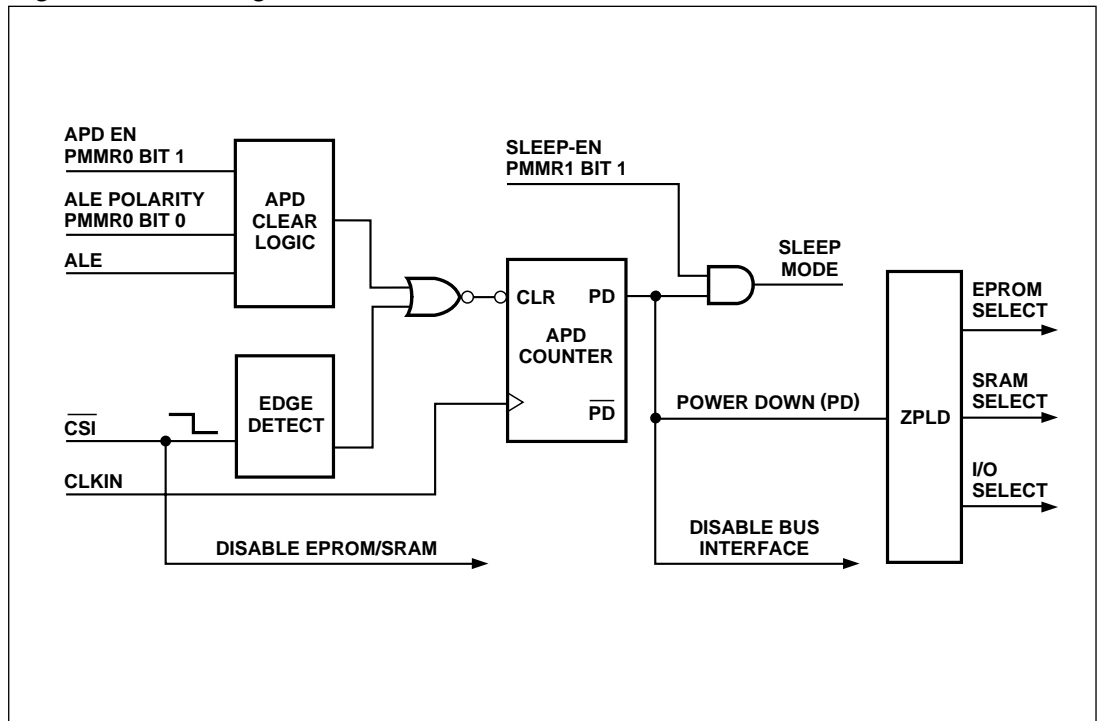 APD EN
PMMR0 BIT 1
ALE POLARITY
PMMR0 BIT 0
ALE
APD
CLEAR
LOGIC
SLEEP-EN
PMMR1 BIT 1
SLEEP
MODE
CLR PD
APD
COUNTER
PD
EDGE
DETECT
CSI
CLKIN
DISABLE EPROM/SRAM
POWER DOWN (PD)
DISABLE BUS
INTERFACE
ZPLD
EPROM
SELECT
SRAM
SELECT
I/O
SELECT